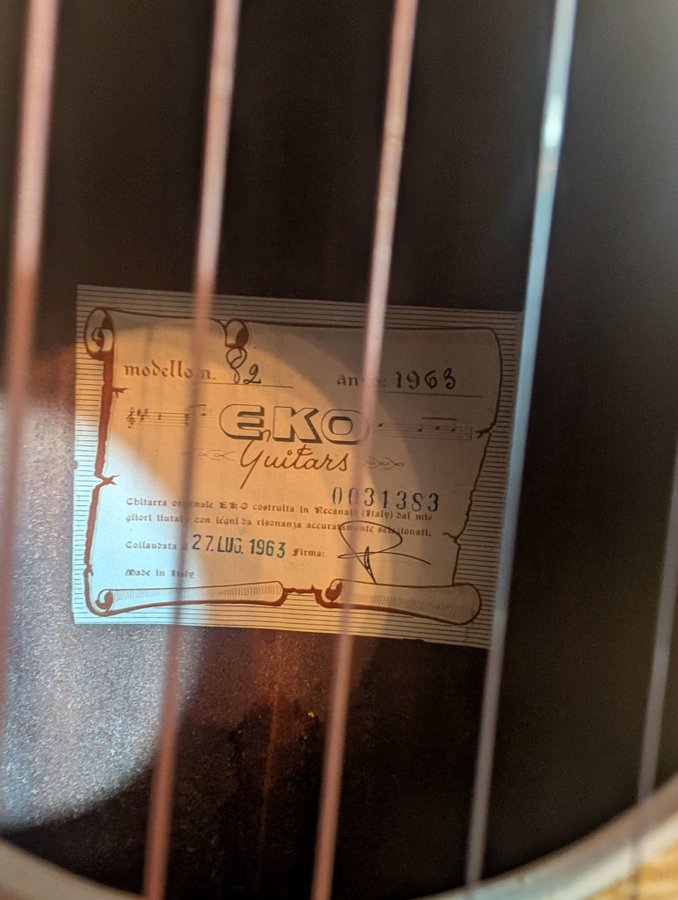 modello n. 82 anno 1963
EKO
Guitars
0031383
Chitarra originale EKO costruita in Recanati (Italy) dai mi-
gliori liutai con legni da risonanza accuratamente selezionati.
Collaudata 27. LUG. 1963 Firma:
Made in Italy